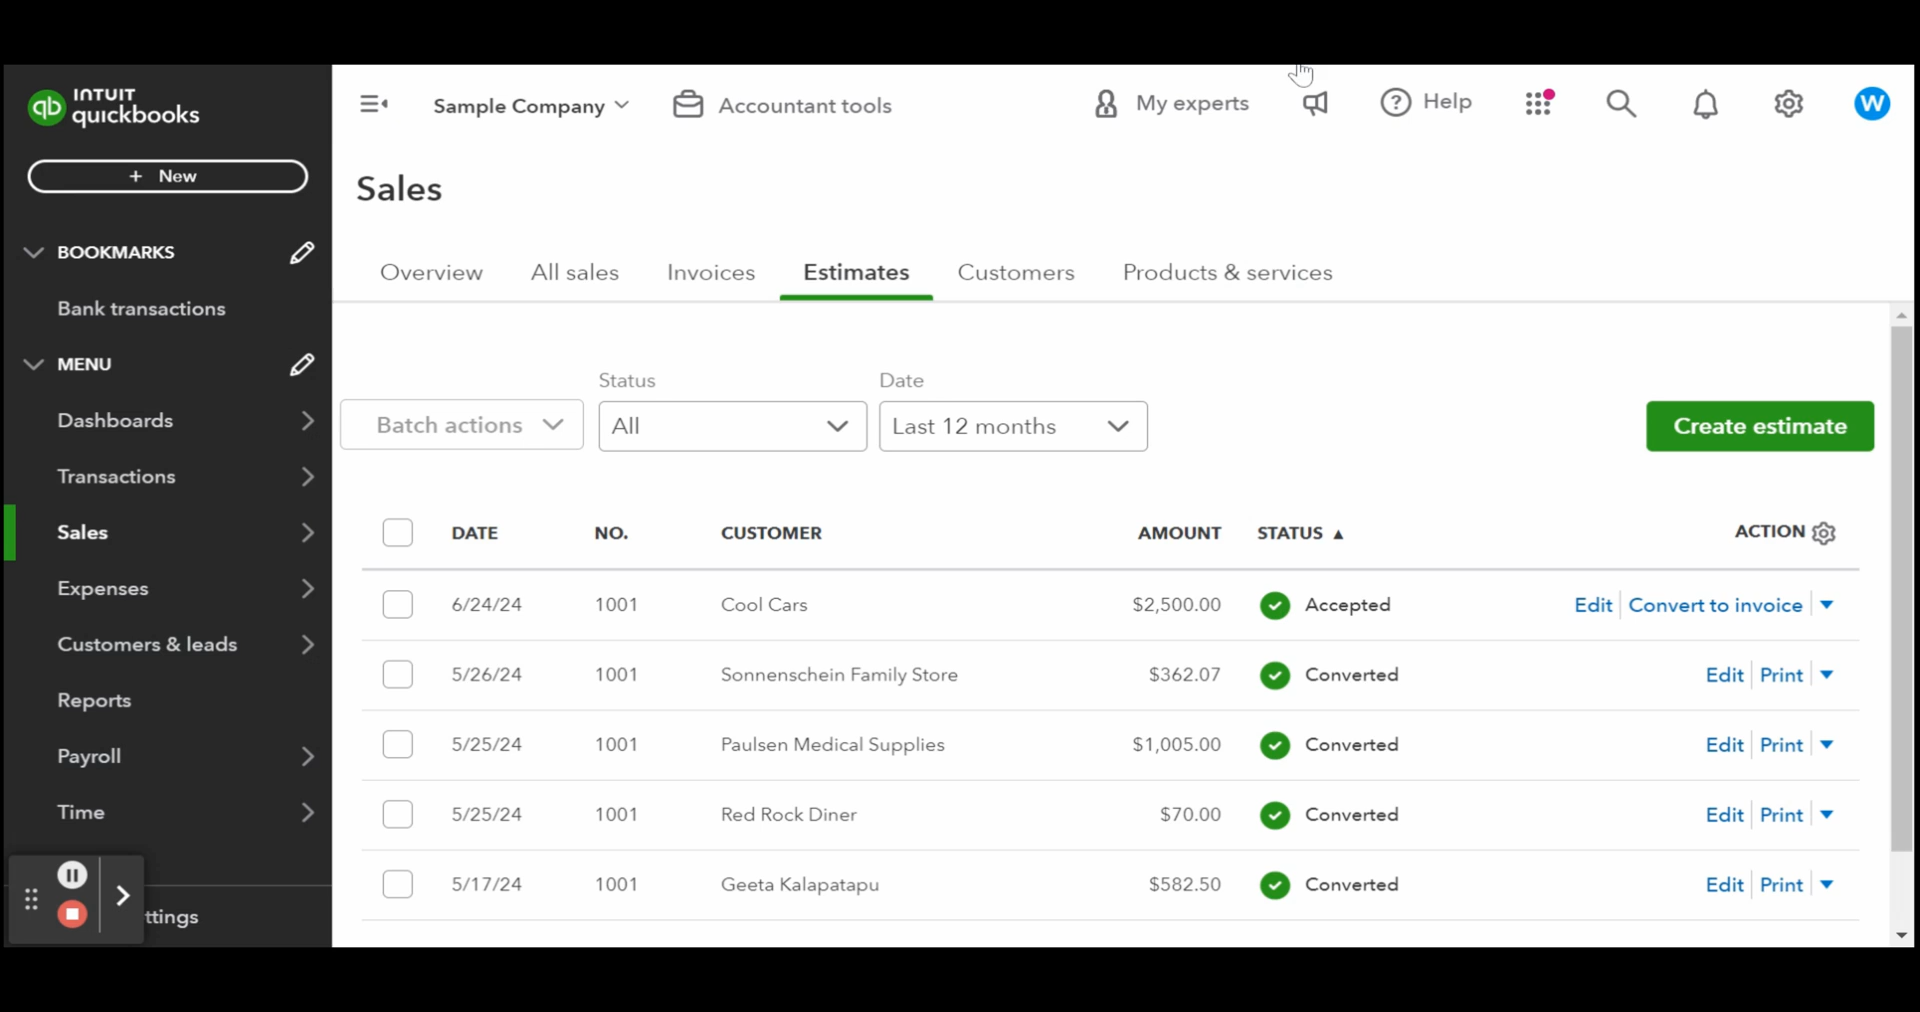 INTUIT
quickbooks
Sample Company
Accountant tools
My experts
Help
W
+ New
Sales
BOOKMARKS
Overview
All sales
Invoices
Estimates
Customers
Products & services
Bank transactions
MENU
Dashboards
Transactions
Sales
Expenses
Customers & leads
Reports
Payroll
Time
ttings
Status
Date
Batch actions
All
Last 12 months
Create estimate
DATE NO. CUSTOMER AMOUNT STATUS ▲ ACTION
6/24/24 1001 Cool Cars $2,500.00 Accepted Edit Convert to invoice
5/26/24 1001 Sonnenschein Family Store $362.07 Converted Edit Print
5/25/24 1001 Paulsen Medical Supplies $1,005.00 Converted Edit Print
5/25/24 1001 Red Rock Diner $70.00 Converted Edit Print
5/17/24 1001 Geeta Kalapatapu $582.50 Converted Edit Print